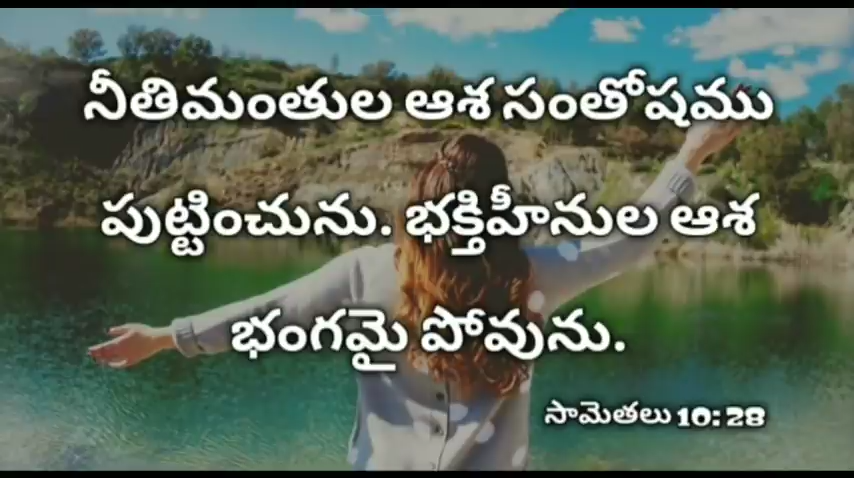 నీతిమంతుల ఆశ సంతోషము
పుట్టించును. భక్తిహీనుల ఆశ
భంగమై పోవును.
సామెతలు 10: 28